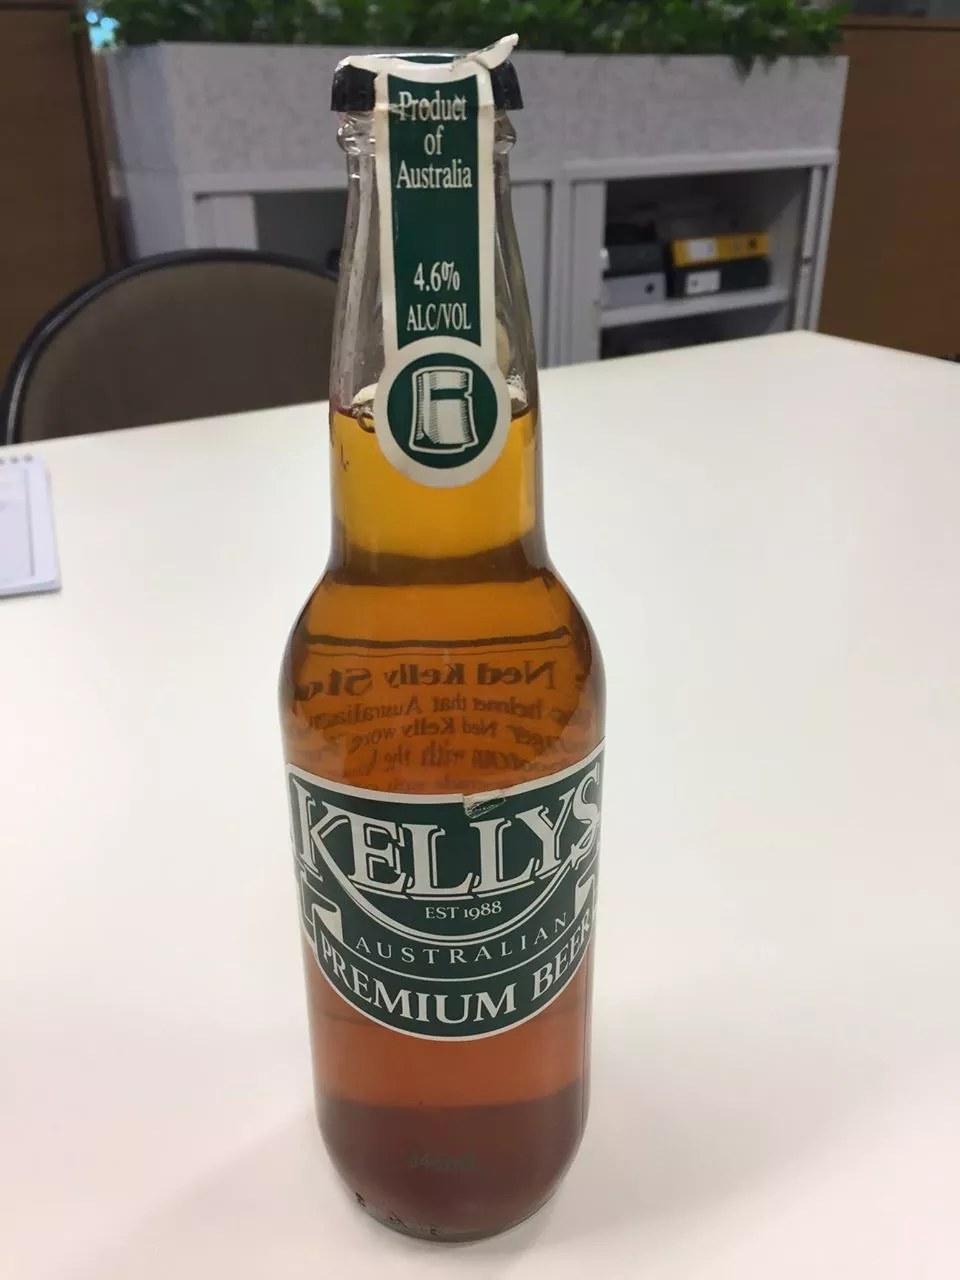 Product
of
Australia
4.6%
ALC/VOL
Ned Kelly
helmet that Australian
Ned Kelly wore
with the
KELLYS
EST 1988
AUSTRALIAN
PREMIUM BEER